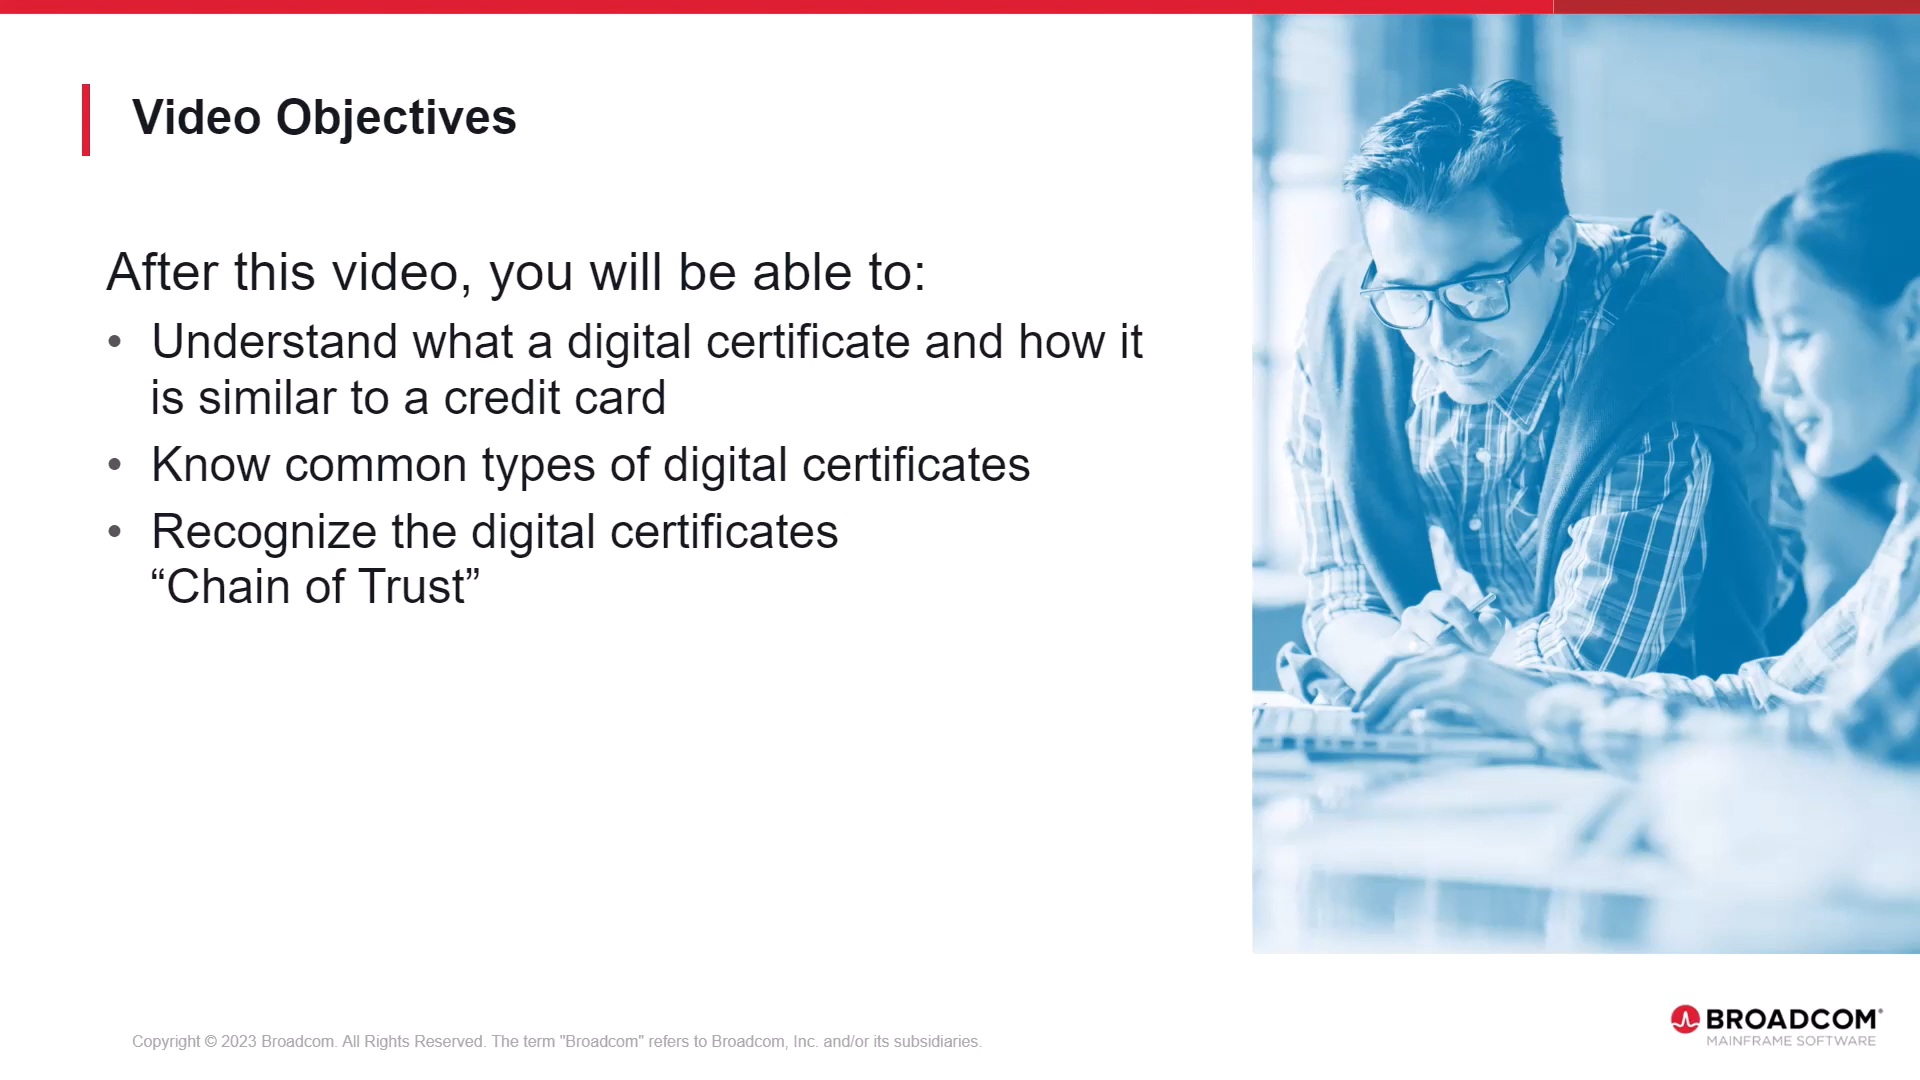 Video Objectives
After this video, you will be able to:
• Understand what a digital certificate and how it
is similar to a credit card
• Know common types of digital certificates
• Recognize the digital certificates
“Chain of Trust”
Copyright © 2023 Broadcom. All Rights Reserved. The term "Broadcom" refers to Broadcom, Inc. and/or its subsidiaries.
BROADCOM®
MAINFRAME SOFTWARE